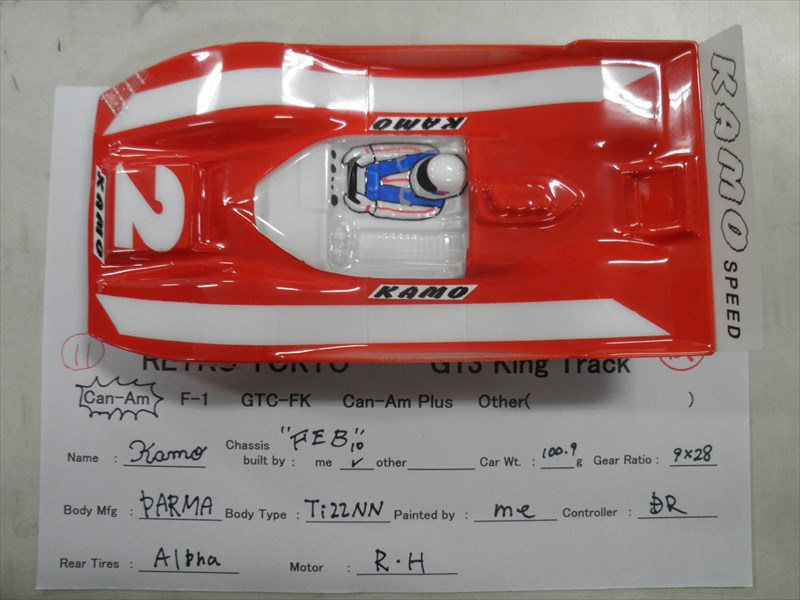 KAMO
KAMO
2
KAMO
KAMO SPEED
11
RETRO TOKYO GT3 King Track
Can-Am F-1 GTC-FK Can-Am Plus Other( )
Name : Kamo Chassis built by : "FEB" 10 me ✓ other Car Wt. : 100.9 g Gear Ratio : 9×28
Body Mfg : PARMA Body Type : Ti22NN Painted by : me Controller : DR
Rear Tires : Alpha Motor : R·H